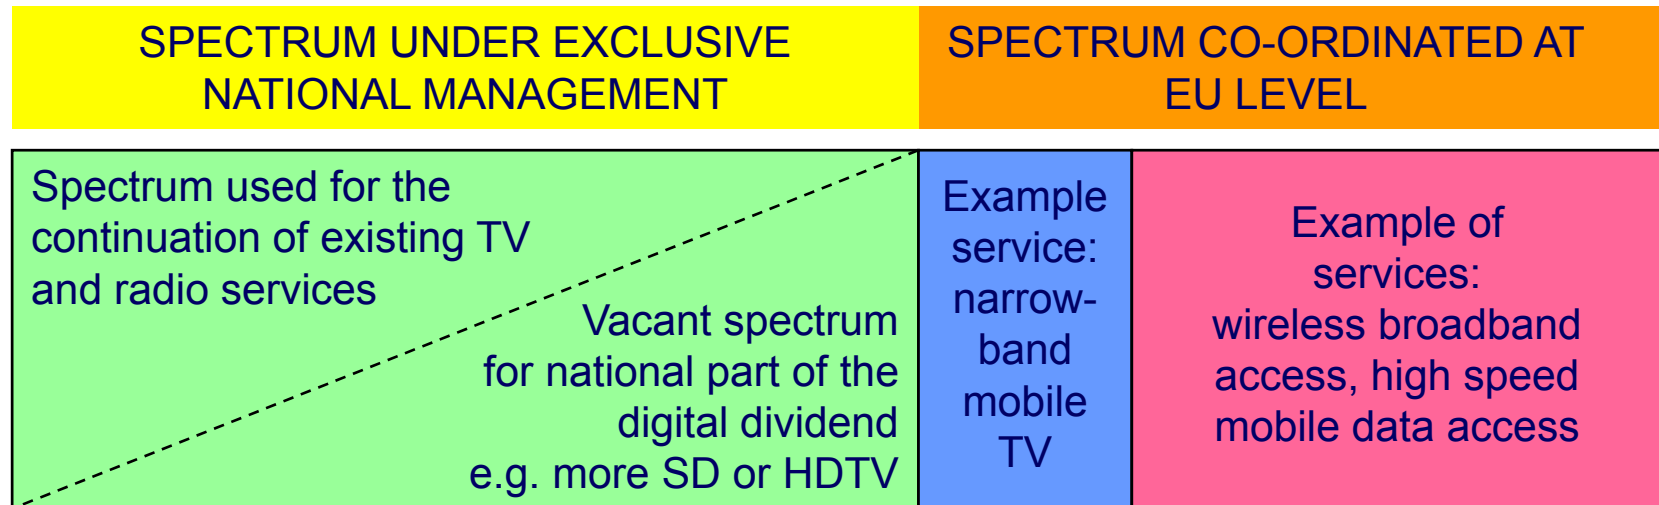 SPECTRUM UNDER EXCLUSIVE
NATIONAL MANAGEMENT
SPECTRUM CO-ORDINATED AT
EU LEVEL
Spectrum used for the
continuation of existing TV
and radio services
Vacant spectrum
for national part of the
digital dividend
e.g. more SD or HDTV
Example
service:
narrow-
band
mobile
TV
Example of
services:
wireless broadband
access, high speed
mobile data access